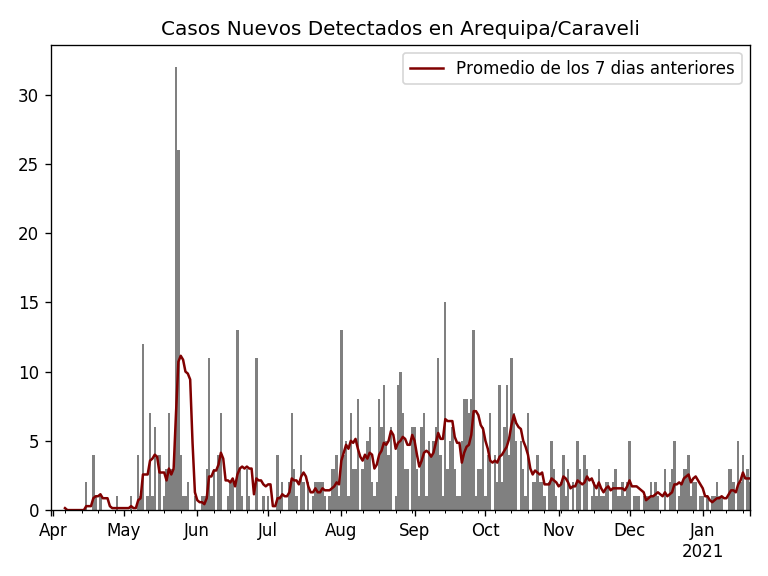 Casos Nuevos Detectados en Arequipa/Caraveli
Promedio de los 7 dias anteriores
30
25
20
15
10
5
0
Apr May Jun Jul Aug Sep Oct Nov Dec Jan
2021